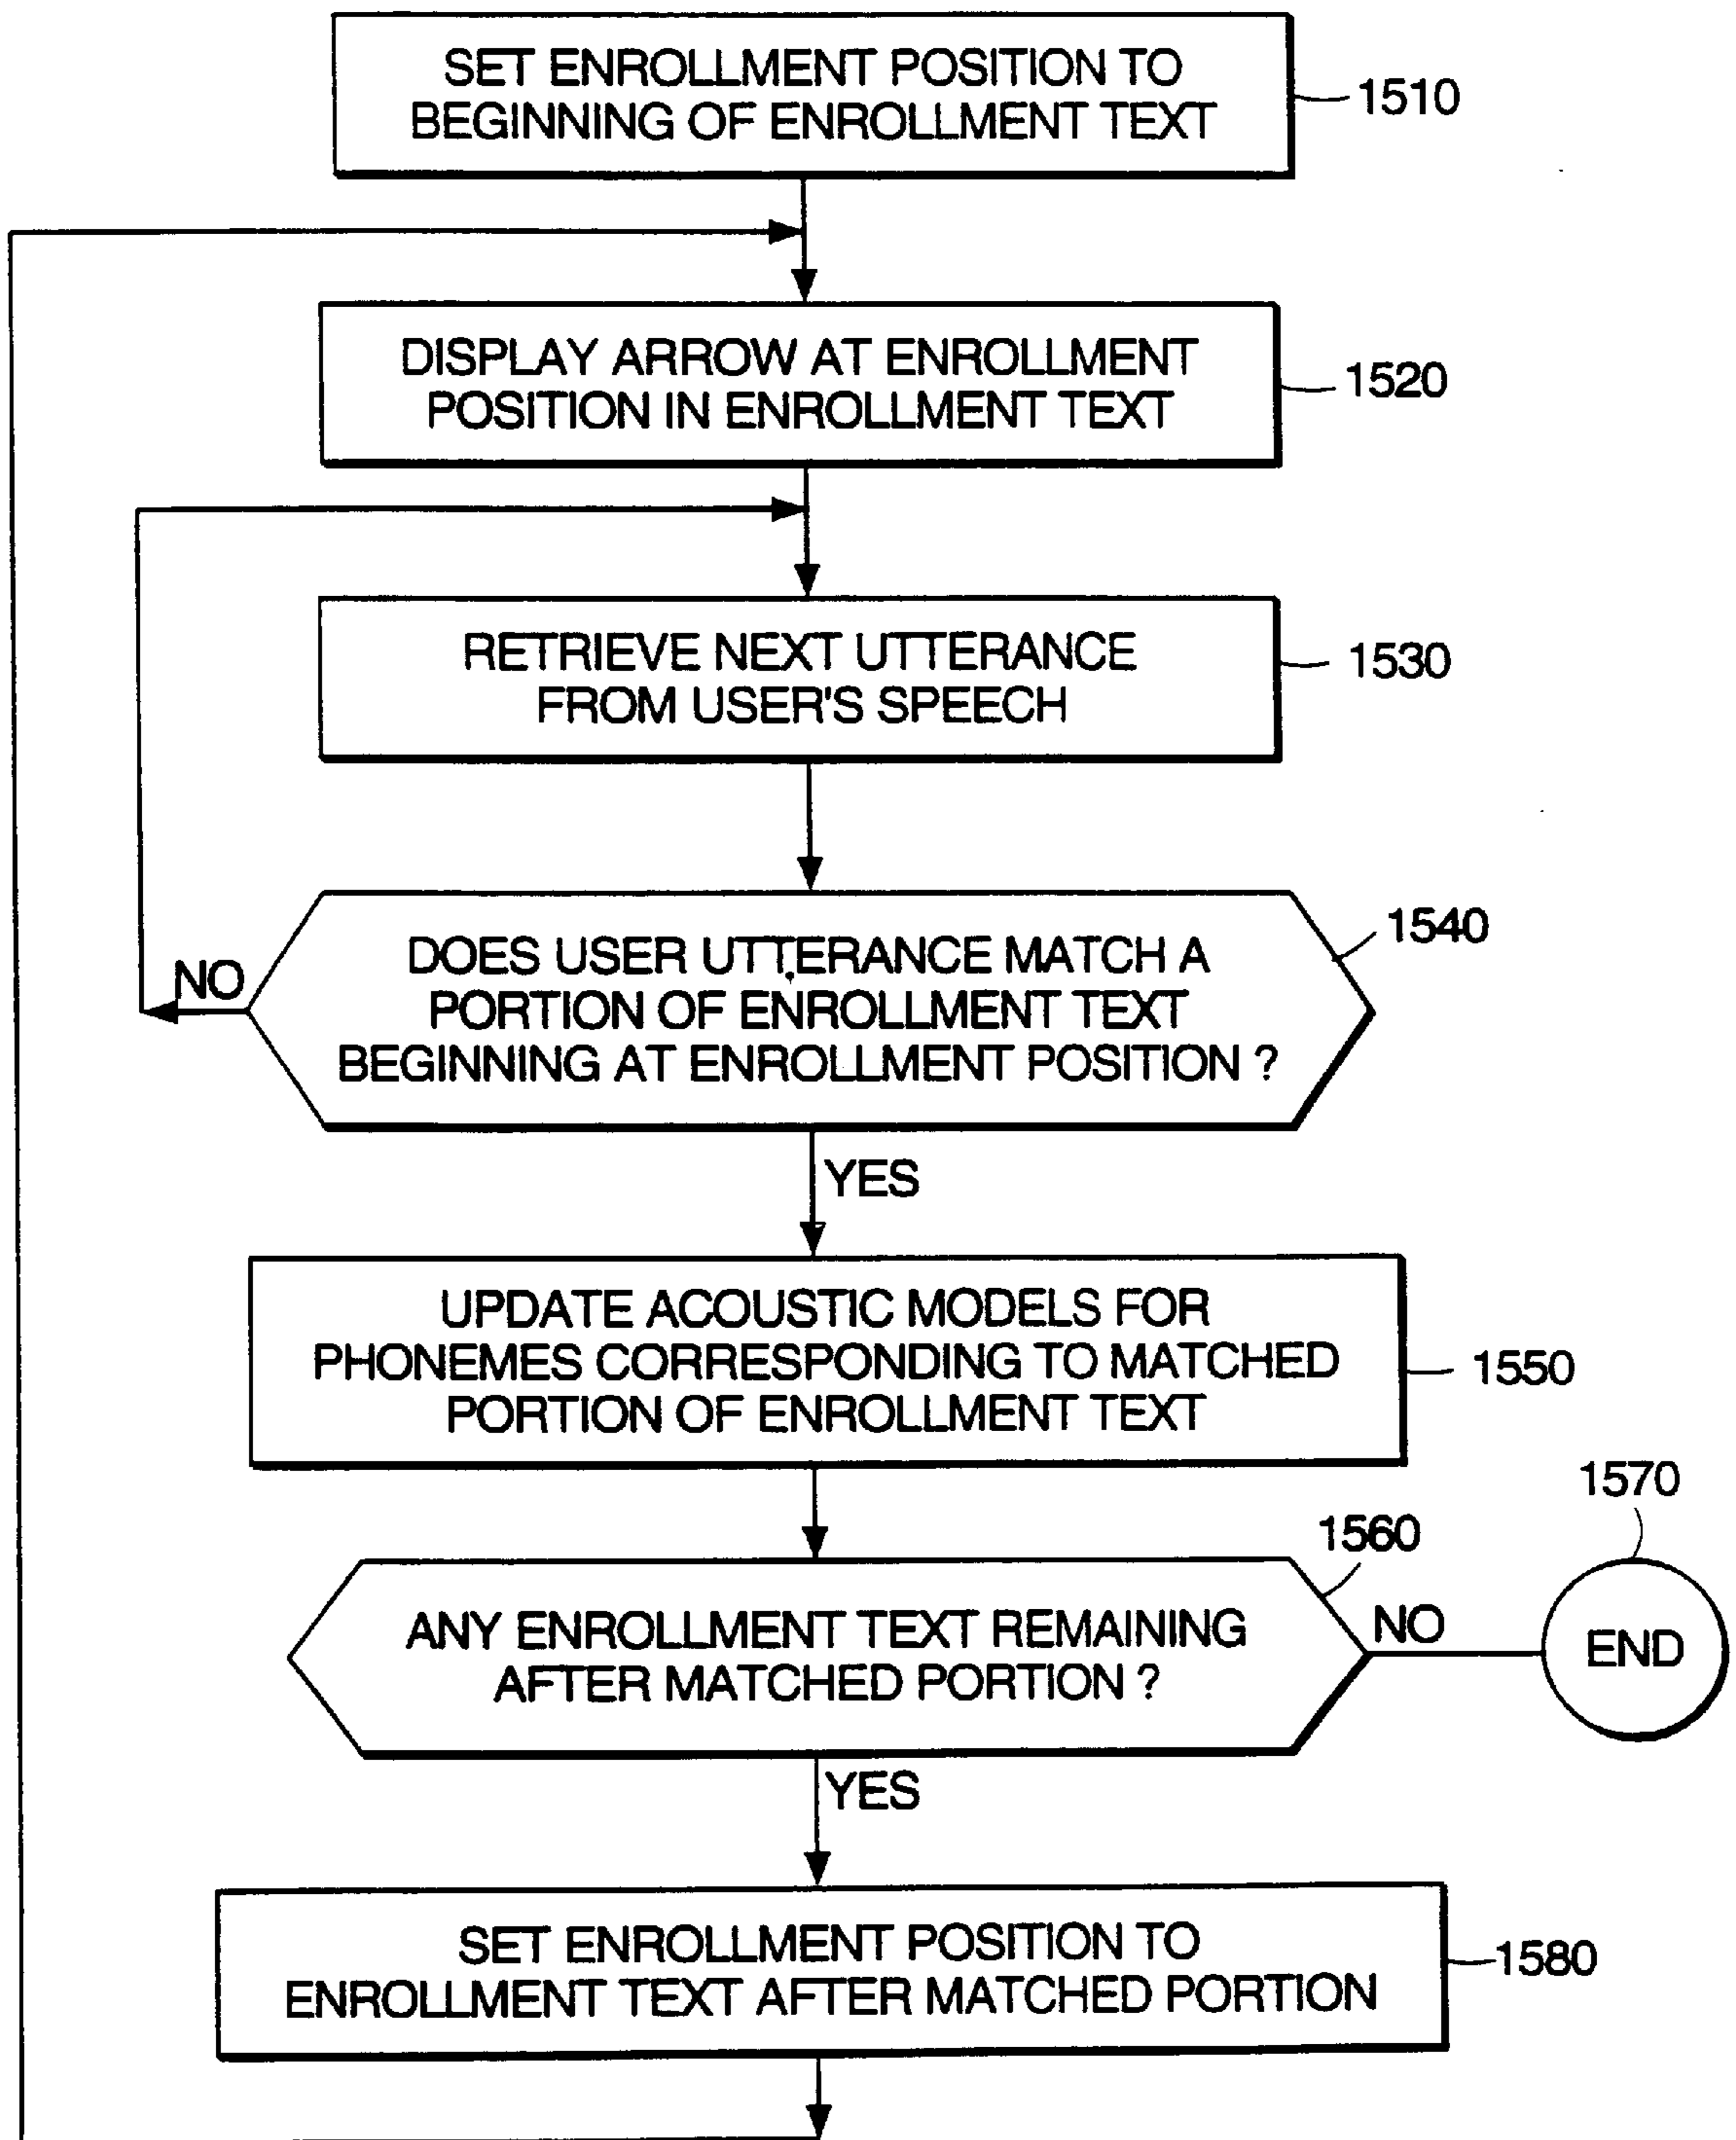 SET ENROLLMENT POSITION TO
BEGINNING OF ENROLLMENT TEXT
1510
DISPLAY ARROW AT ENROLLMENT
POSITION IN ENROLLMENT TEXT
1520
RETRIEVE NEXT UTTERANCE
FROM USER'S SPEECH
1530
DOES USER UTTERANCE MATCH A
PORTION OF ENROLLMENT TEXT
BEGINNING AT ENROLLMENT POSITION ?
1540
NO
YES
UPDATE ACOUSTIC MODELS FOR
PHONEMES CORRESPONDING TO MATCHED
PORTION OF ENROLLMENT TEXT
1550
ANY ENROLLMENT TEXT REMAINING
AFTER MATCHED PORTION ?
1560
NO
1570
END
YES
SET ENROLLMENT POSITION TO
ENROLLMENT TEXT AFTER MATCHED PORTION
1580